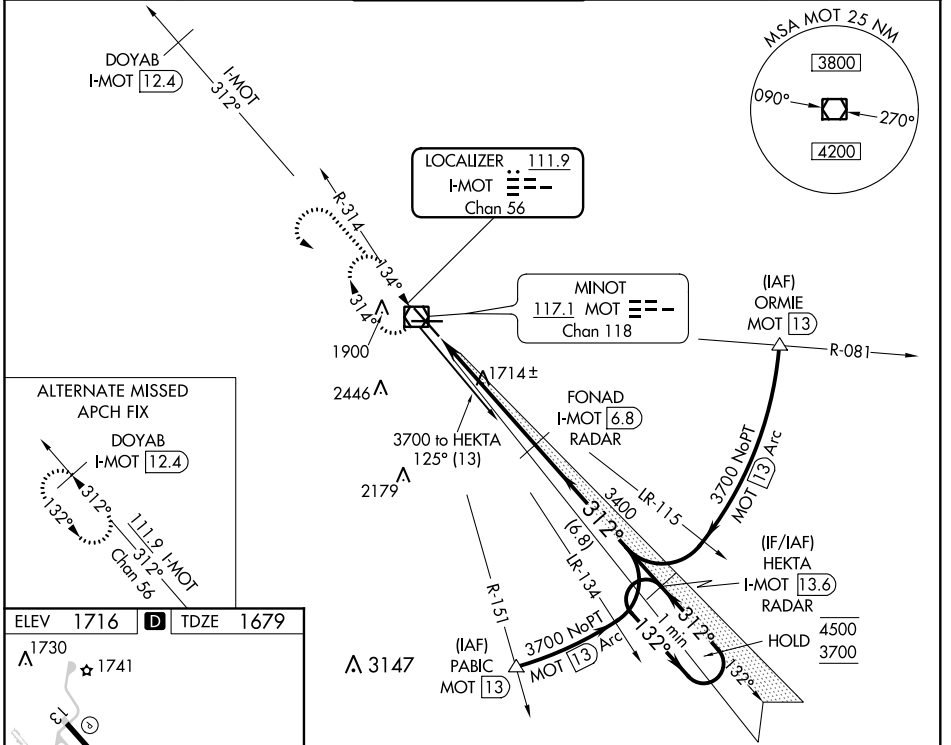 DOYAB
I-MOT 12.4
I-MOT
312°
MSA MOT 25 NM
3800
090°
270°
4200
LOCALIZER 111.9
I-MOT
Chan 56
R-314
134°
314°
MINOT
117.1 MOT
Chan 118
(IAF)
ORMIE
MOT 13
R-081
1900
2446
1714±
2179
3700 to HEKTA
125° (13)
FONAD
I-MOT 6.8
RADAR
3700 NoPT
MOT 13 Arc
LR-115
3400
312°
(6.8)
LR-134
R-151
(IF/IAF)
HEKTA
I-MOT 13.6
RADAR
312°
1 min
132°
132°
HOLD
4500
3700
3700 NoPT
MOT 13 Arc
(IAF)
PABIC
MOT 13
3147
ALTERNATE MISSED
APCH FIX
DOYAB
I-MOT 12.4
312°
132°
111.9 I-MOT
312°
Chan 56
ELEV 1716 D TDZE 1679
1730
1741
13
P